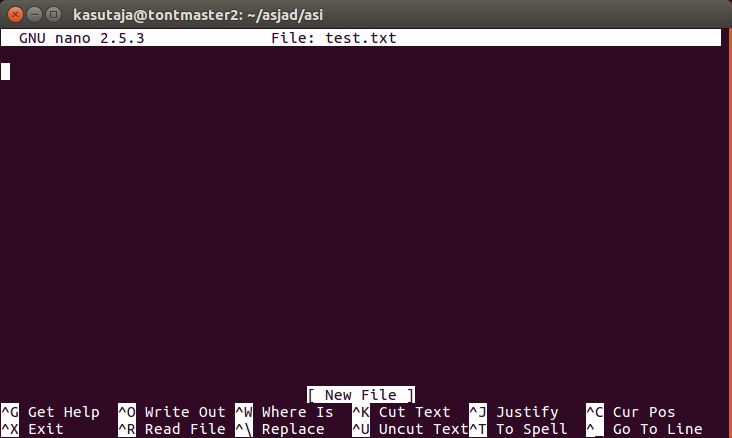 kasutaja@tontmaster2: ~/asjad/asi
GNU nano 2.5.3 File: test.txt
[ New File ]
^G Get Help ^O Write Out ^W Where Is ^K Cut Text ^J Justify ^C Cur Pos
^X Exit ^R Read File ^\ Replace ^U Uncut Text ^T To Spell ^_ Go To Line